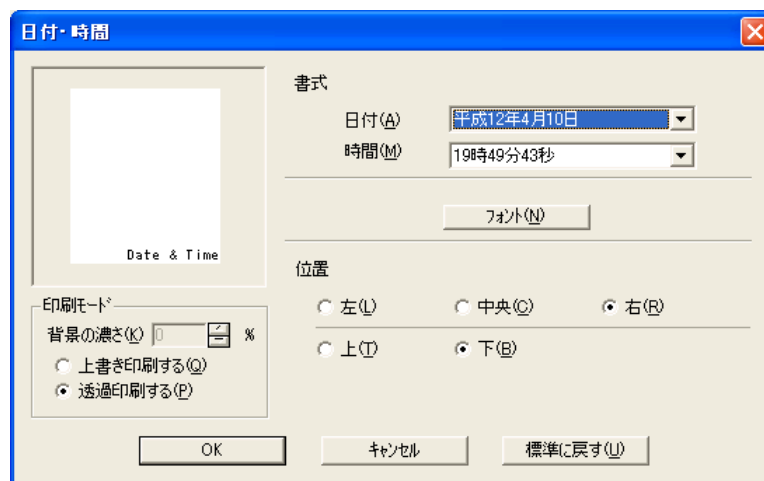 日付・時間
Date & Time
書式
日付(A)
平成12年4月10日
時間(M)
19時49分43秒
フォント(N)
位置
左(L)
中央(C)
右(R)
上(T)
下(B)
印刷モード
背景の濃さ(K) 0 %
上書き印刷する(O)
透過印刷する(P)
OK
キャンセル
標準に戻す(U)